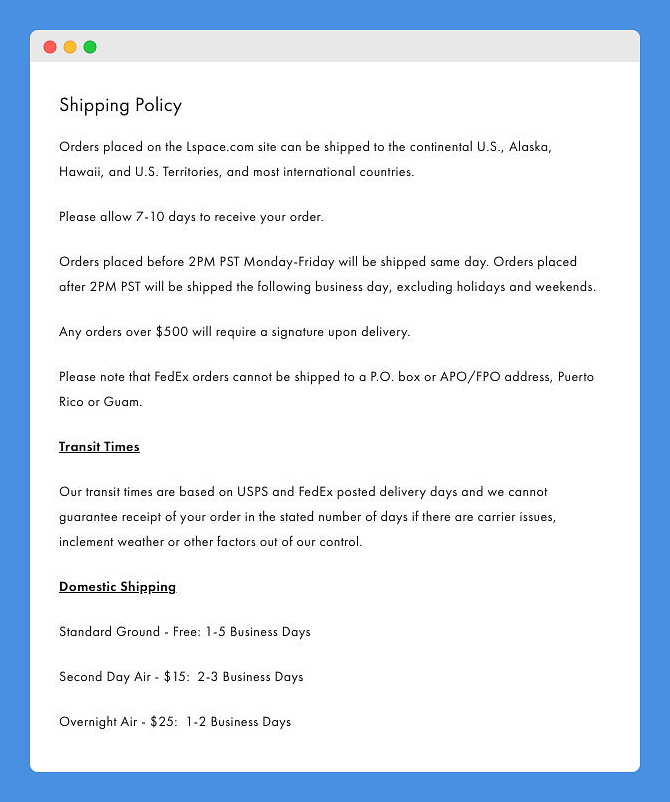 Shipping Policy
Orders placed on the Lspace.com site can be shipped to the continental U.S., Alaska,
Hawaii, and U.S. Territories, and most international countries.
Please allow 7-10 days to receive your order.
Orders placed before 2PM PST Monday-Friday will be shipped same day. Orders placed
after 2PM PST will be shipped the following business day, excluding holidays and weekends.
Any orders over $500 will require a signature upon delivery.
Please note that FedEx orders cannot be shipped to a P.O. box or APO/FPO address, Puerto
Rico or Guam.
Transit Times
Our transit times are based on USPS and FedEx posted delivery days and we cannot
guarantee receipt of your order in the stated number of days if there are carrier issues,
inclement weather or other factors out of our control.
Domestic Shipping
Standard Ground - Free: 1-5 Business Days
Second Day Air - $15:  2-3 Business Days
Overnight Air - $25:  1-2 Business Days